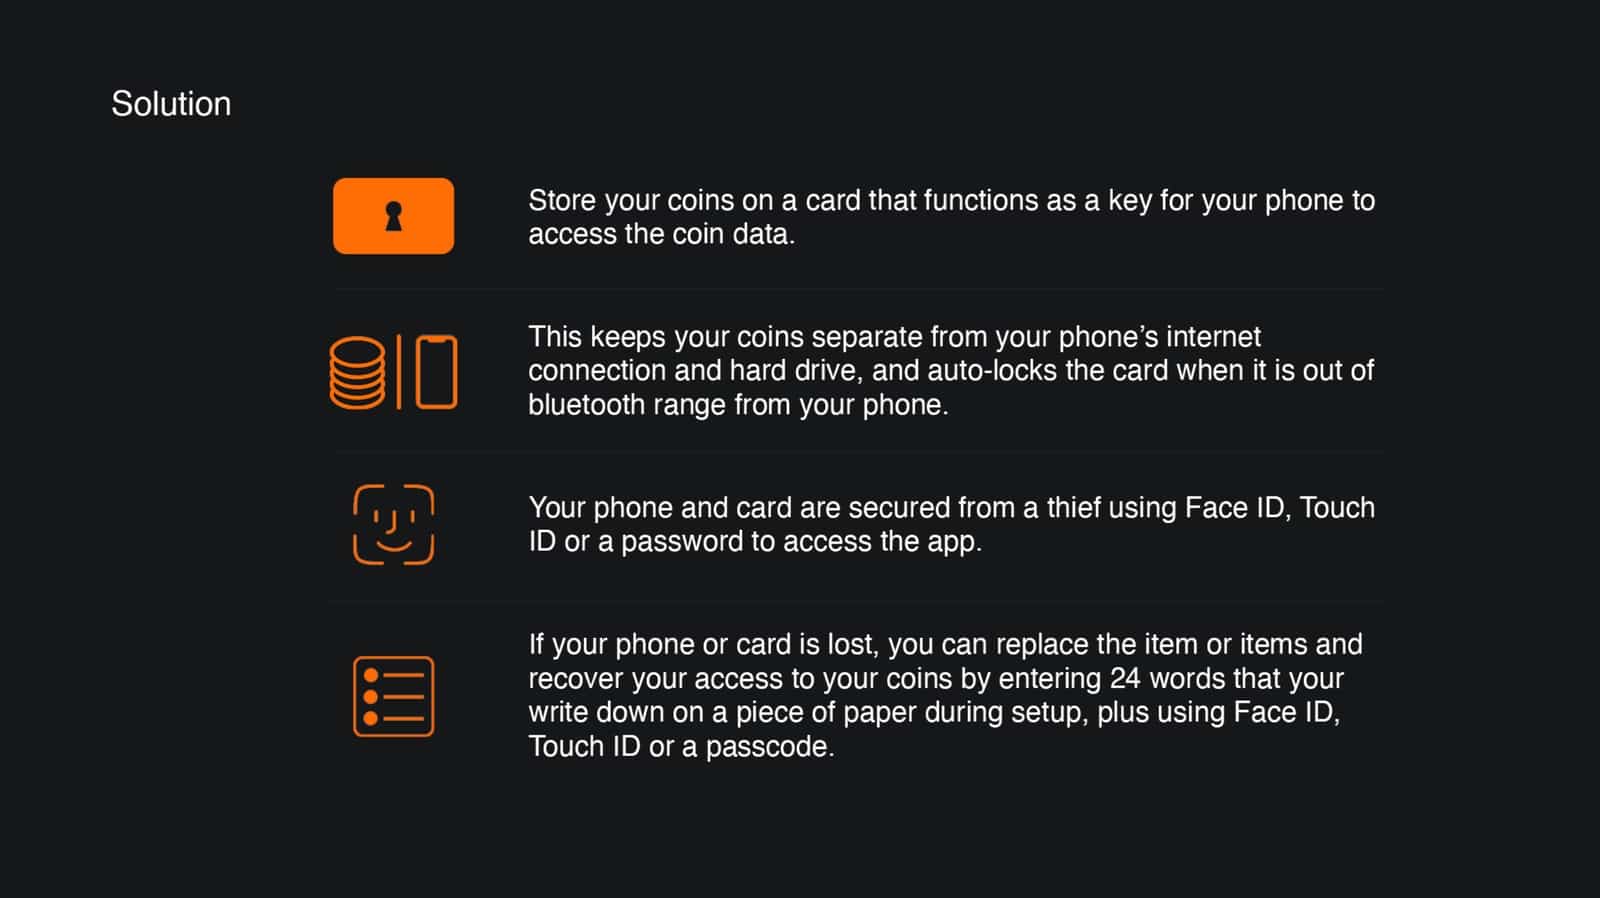 Solution
Store your coins on a card that functions as a key for your phone to
access the coin data.
This keeps your coins separate from your phone’s internet
connection and hard drive, and auto-locks the card when it is out of
bluetooth range from your phone.
Your phone and card are secured from a thief using Face ID, Touch
ID or a password to access the app.
If your phone or card is lost, you can replace the item or items and
recover your access to your coins by entering 24 words that your
write down on a piece of paper during setup, plus using Face ID,
Touch ID or a passcode.